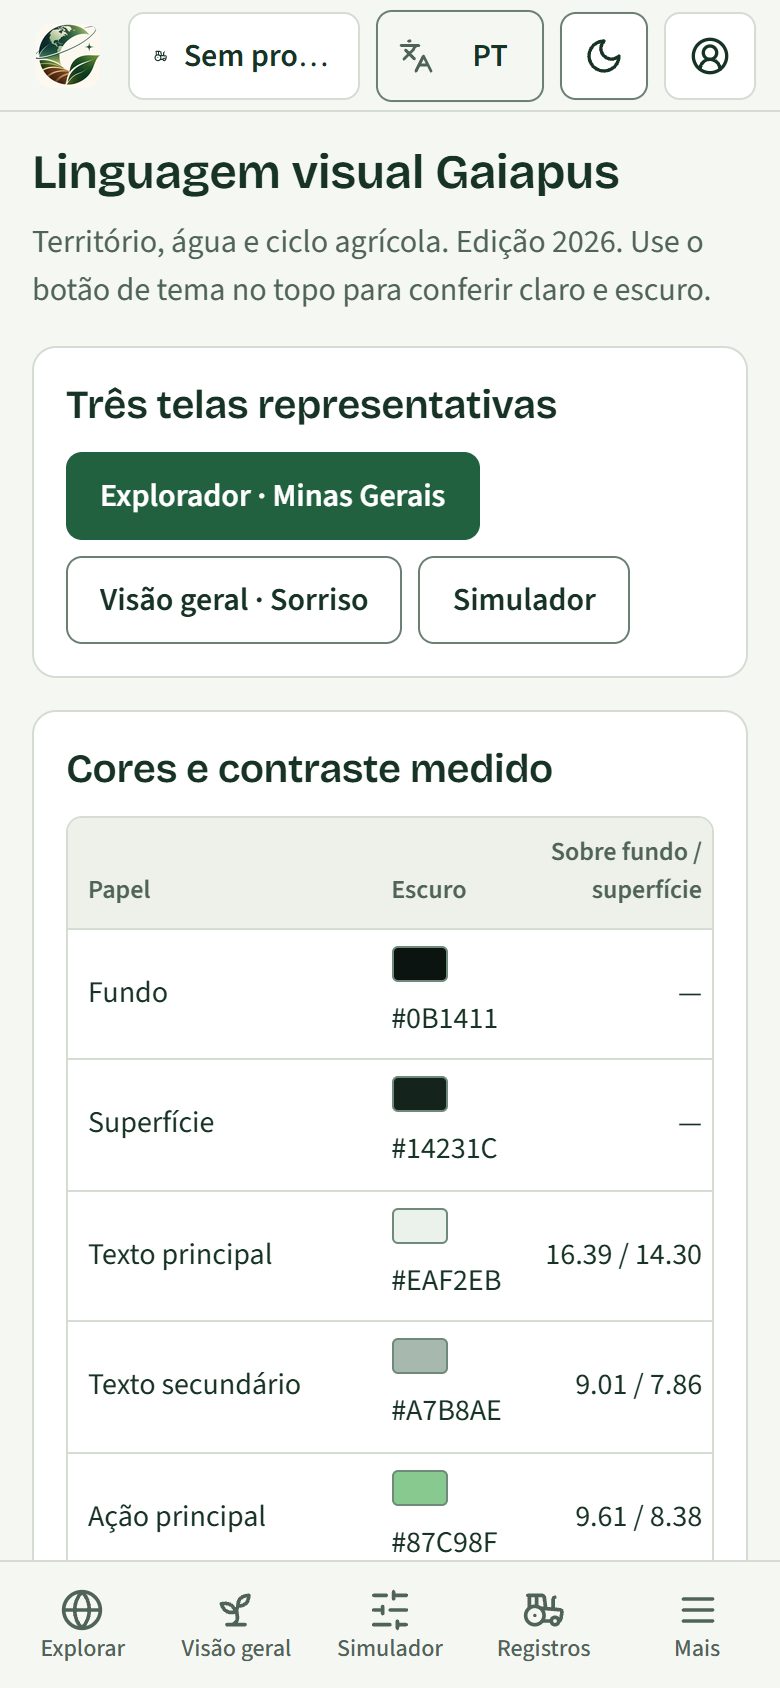 Sem pro...
PT
Linguagem visual Gaiapus
Território, água e ciclo agrícola. Edição 2026. Use o
botão de tema no topo para conferir claro e escuro.
Três telas representativas
Explorador · Minas Gerais
Visão geral · Sorriso
Simulador
Cores e contraste medido
Papel
Escuro
Sobre fundo /
superfície
Fundo
#0B1411
—
Superfície
#14231C
—
Texto principal
#EAF2EB
16.39 / 14.30
Texto secundário
#A7B8AE
9.01 / 7.86
Ação principal
#87C98F
9.61 / 8.38
Explorar
Visão geral
Simulador
Registros
Mais